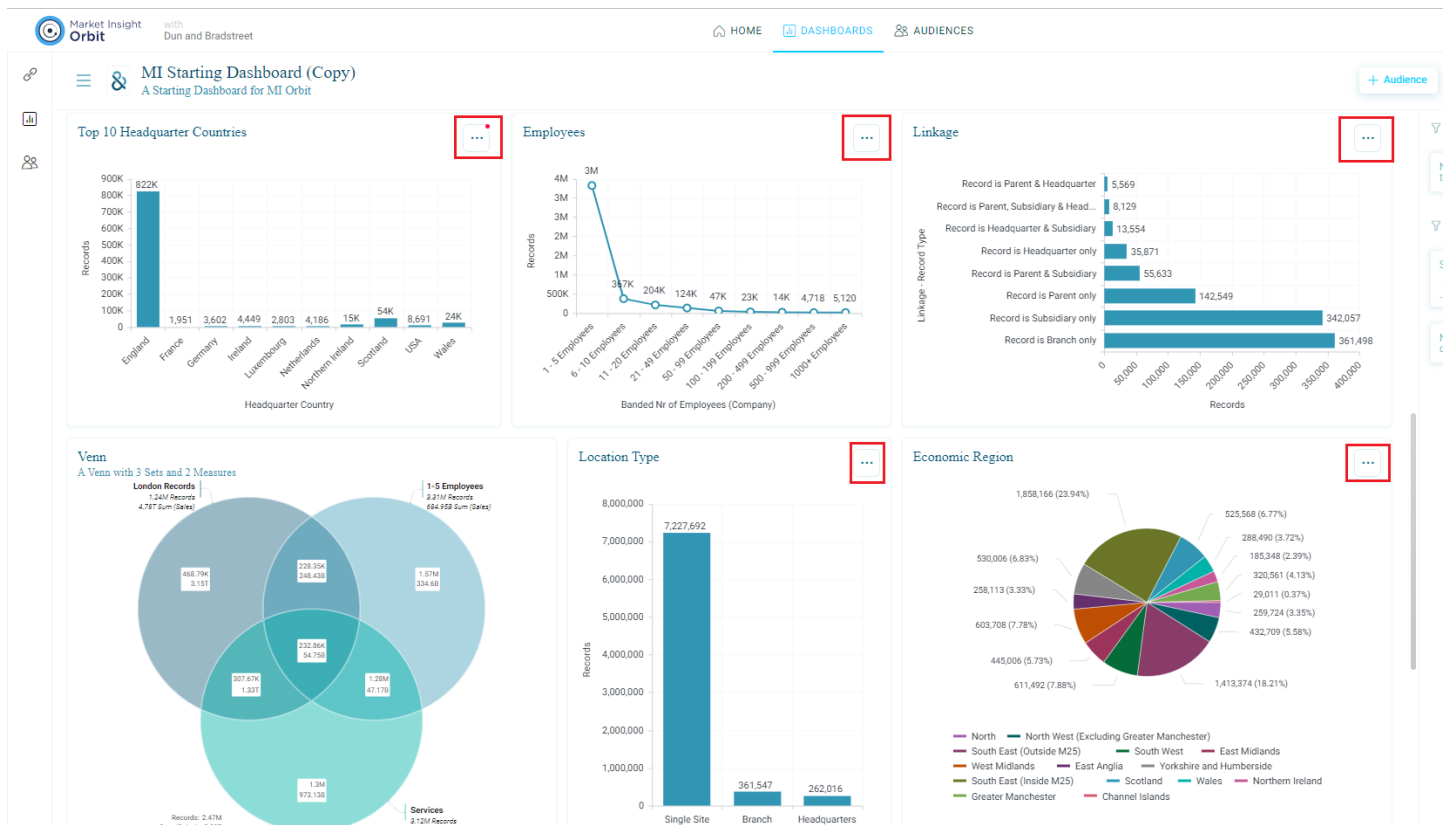 Market Insight
Orbit
with
Dun and Bradstreet
HOME
DASHBOARDS
AUDIENCES
MI Starting Dashboard (Copy)
A Starting Dashboard for MI Orbit
+ Audience
Top 10 Headquarter Countries
...
900K
800K
700K
600K
500K
400K
300K
200K
100K
0
Records
822K
1,951
3,602
4,449
2,803
4,186
15K
54K
8,691
24K
England
France
Germany
Ireland
Luxembourg
Netherlands
Northern Ireland
Scotland
USA
Wales
Headquarter Country
Employees
...
4M
3M
3M
2M
2M
1M
500K
0
Records
3M
367K
204K
124K
47K
23K
14K
4,718
5,120
1 - 5 Employees
6 - 10 Employees
11 - 20 Employees
21 - 49 Employees
50 - 99 Employees
100 - 199 Employees
200 - 499 Employees
500 - 999 Employees
1000+ Employees
Banded Nr of Employees (Company)
Linkage
...
Linkage - Record Type
Record is Parent & Headquarter
5,569
Record is Parent, Subsidiary & Head...
8,129
Record is Headquarter & Subsidiary
13,554
Record is Headquarter only
35,871
Record is Parent & Subsidiary
55,633
Record is Parent only
142,549
Record is Subsidiary only
342,057
Record is Branch only
361,498
0
50,000
100,000
150,000
200,000
250,000
300,000
350,000
400,000
Records
Venn
A Venn with 3 Sets and 2 Measures
London Records
1.24M Records
4.78T Sum (Sales)
1-5 Employees
3.31M Records
684.95B Sum (Sales)
468.79K
3.15T
228.35K
248.43B
1.57M
334.6B
232.86K
54.75B
307.67K
1.33T
1.28M
47.17B
1.3M
973.13B
Services
3.12M Records
Records: 2.47M
Location Type
...
8,000,000
7,000,000
6,000,000
5,000,000
4,000,000
3,000,000
2,000,000
1,000,000
0
Records
7,227,692
361,547
262,016
Single Site
Branch
Headquarters
Economic Region
...
1,858,166 (23.94%)
525,568 (6.77%)
288,490 (3.72%)
185,348 (2.39%)
320,561 (4.13%)
29,011 (0.37%)
259,724 (3.35%)
432,709 (5.58%)
1,413,374 (18.21%)
611,492 (7.88%)
445,006 (5.73%)
603,708 (7.78%)
258,113 (3.33%)
530,006 (6.83%)
North
North West (Excluding Greater Manchester)
South East (Outside M25)
South West
East Midlands
West Midlands
East Anglia
Yorkshire and Humberside
South East (Inside M25)
Scotland
Wales
Northern Ireland
Greater Manchester
Channel Islands